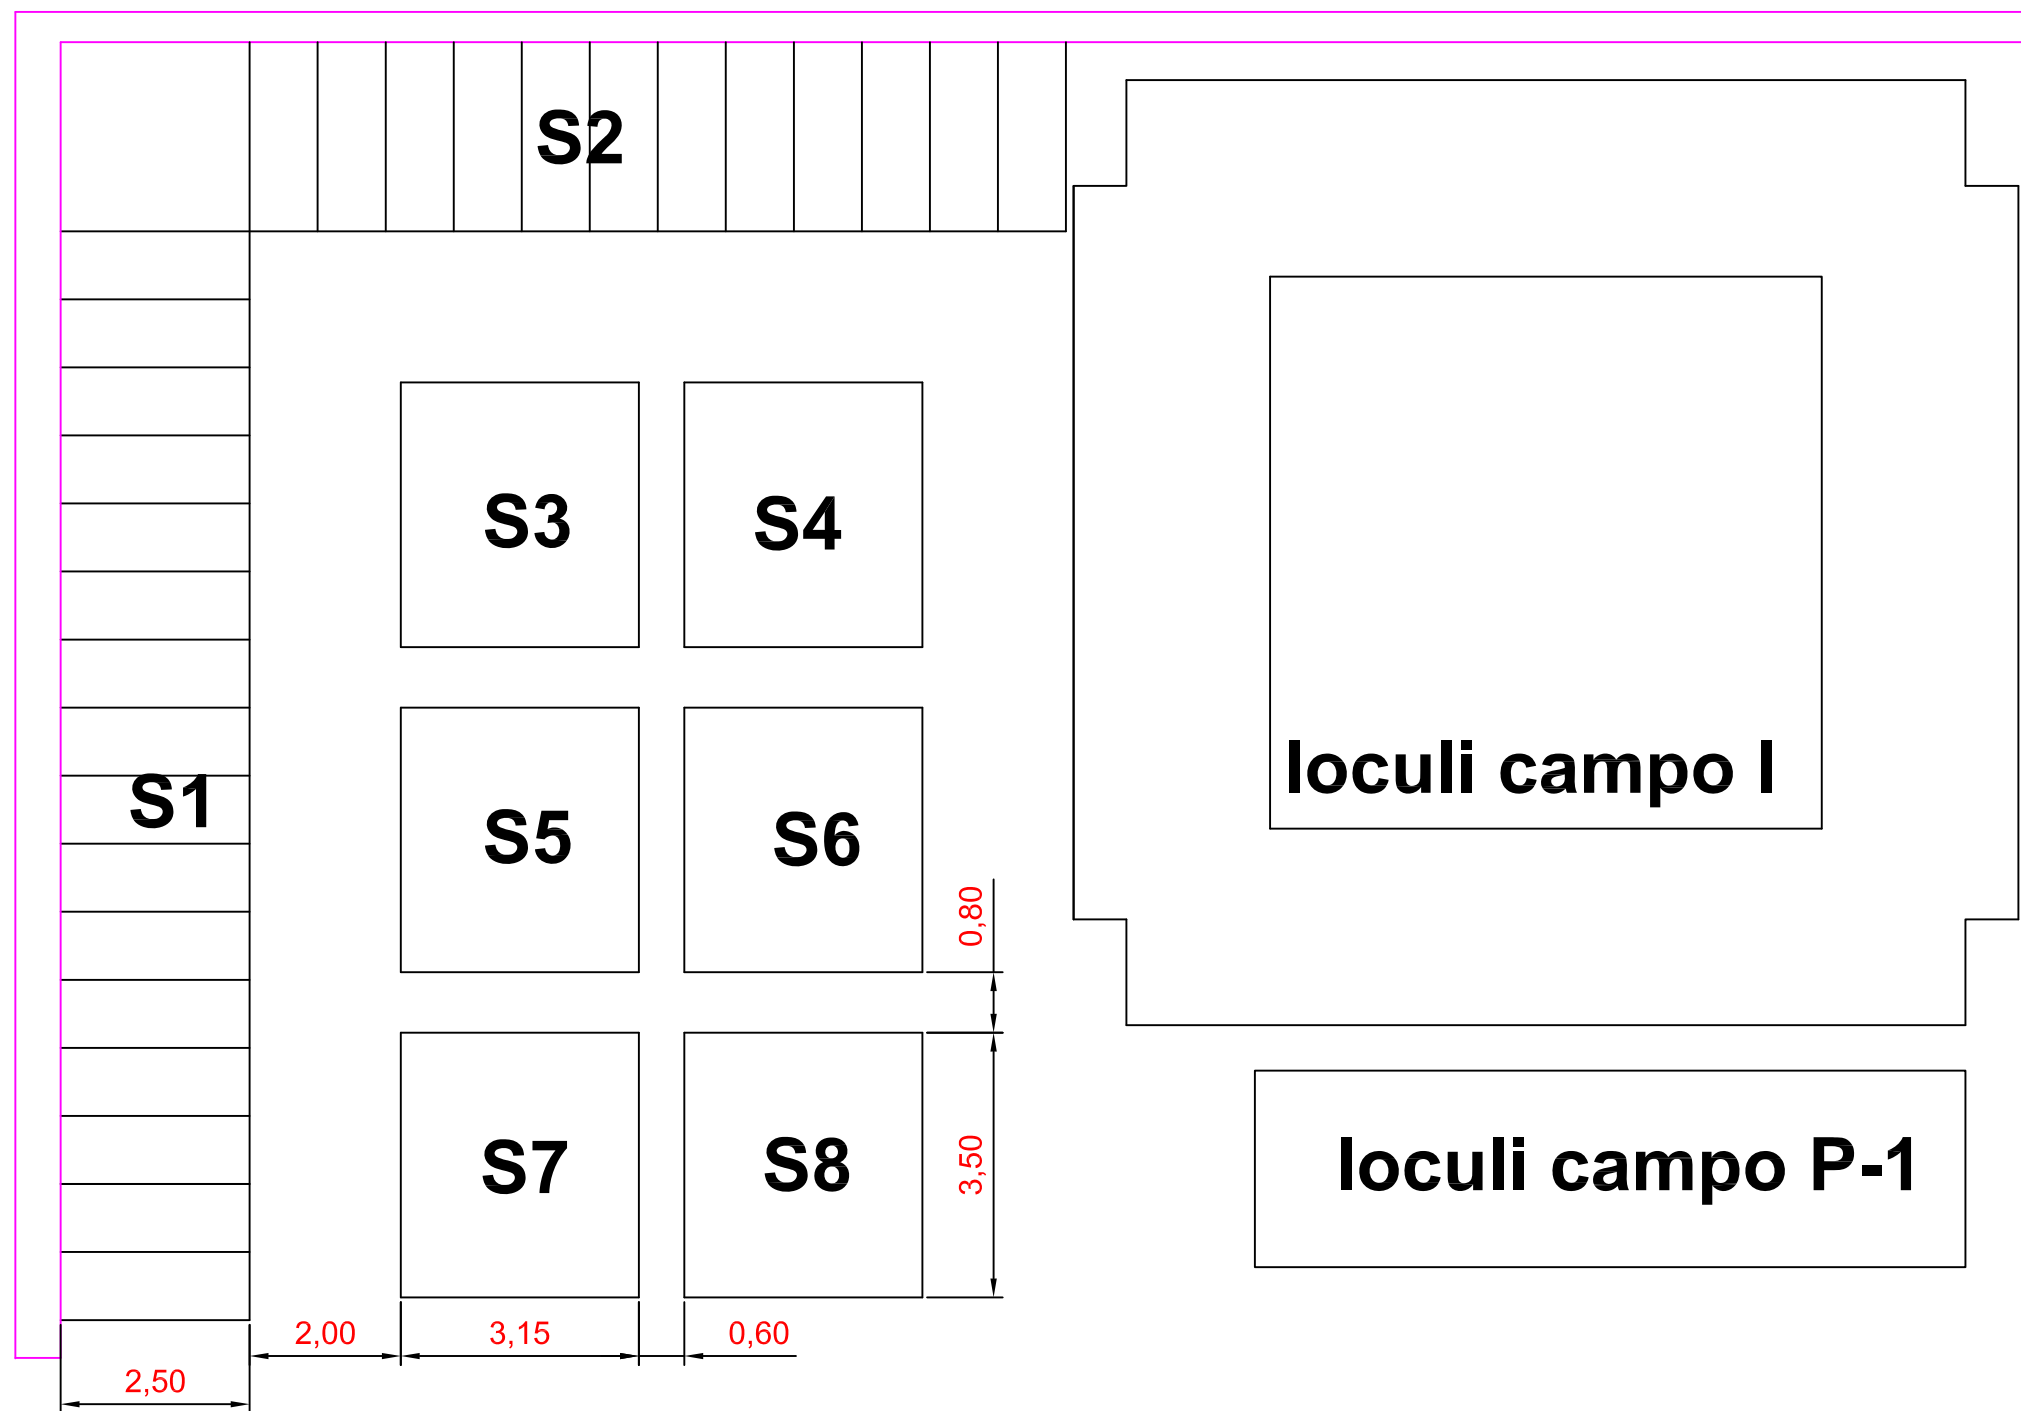 S2
S3
S4
loculi campo I
S1
S5
S6
0,80
S7
S8
3,50
loculi campo P-1
2,00
3,15
0,60
2,50